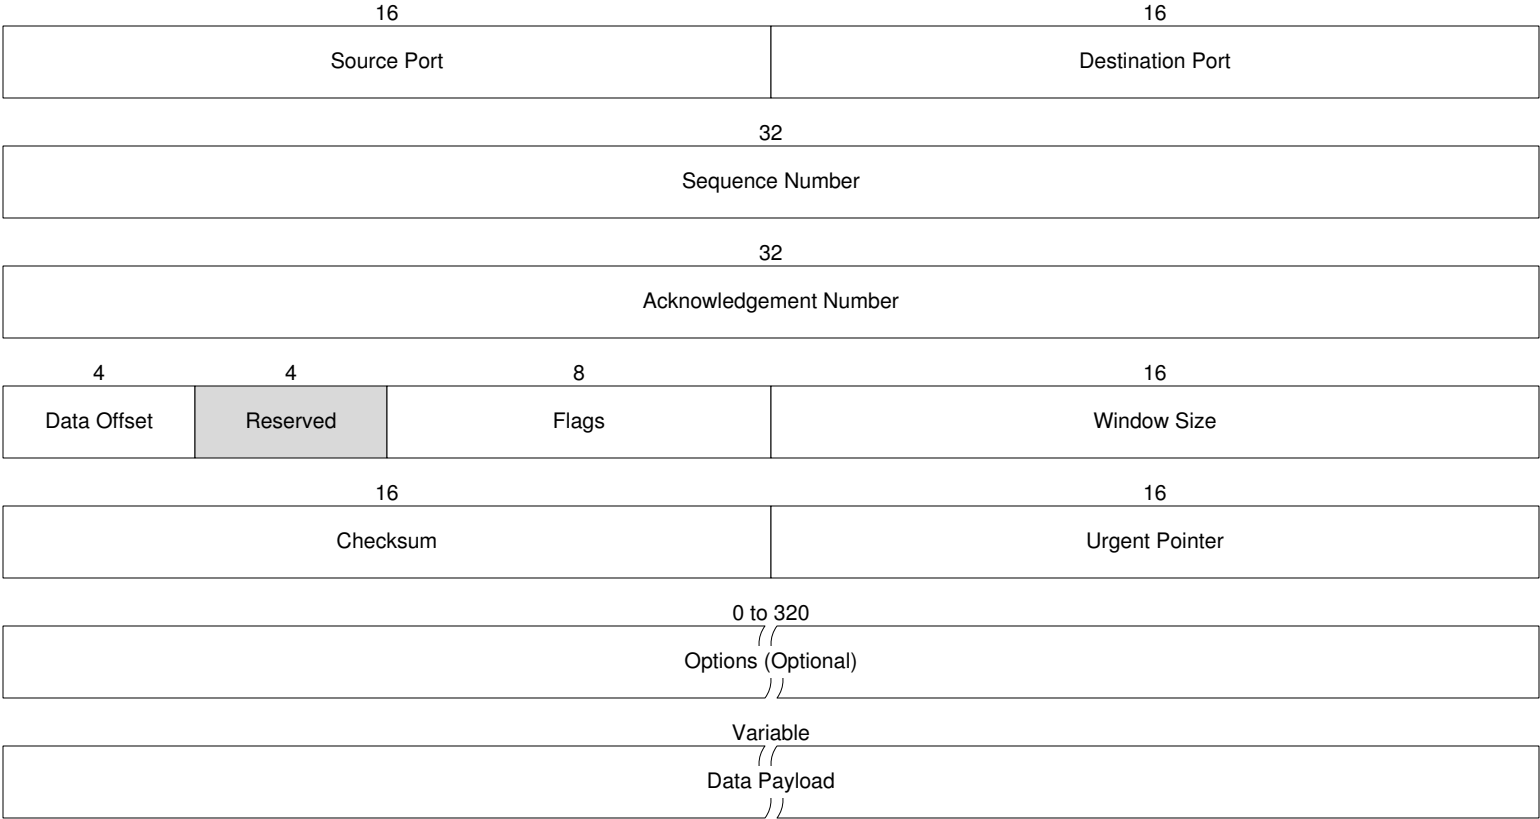 16 16
Source Port Destination Port
32
Sequence Number
32
Acknowledgement Number
4 4 8 16
Data Offset Reserved Flags Window Size
16 16
Checksum Urgent Pointer
0 to 320
Options (Optional)
Variable
Data Payload